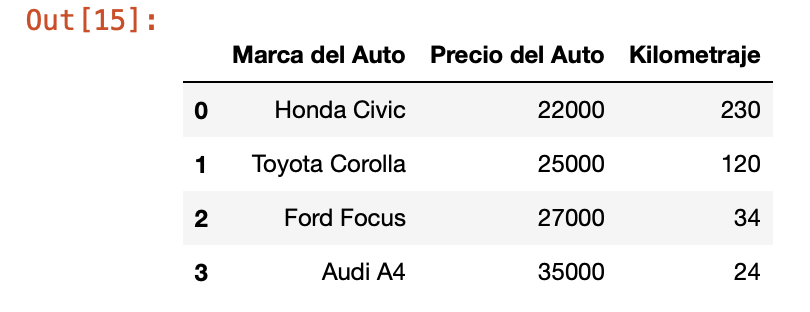 Out[15]:
Marca del Auto Precio del Auto Kilometraje
0 Honda Civic 22000 230
1 Toyota Corolla 25000 120
2 Ford Focus 27000 34
3 Audi A4 35000 24